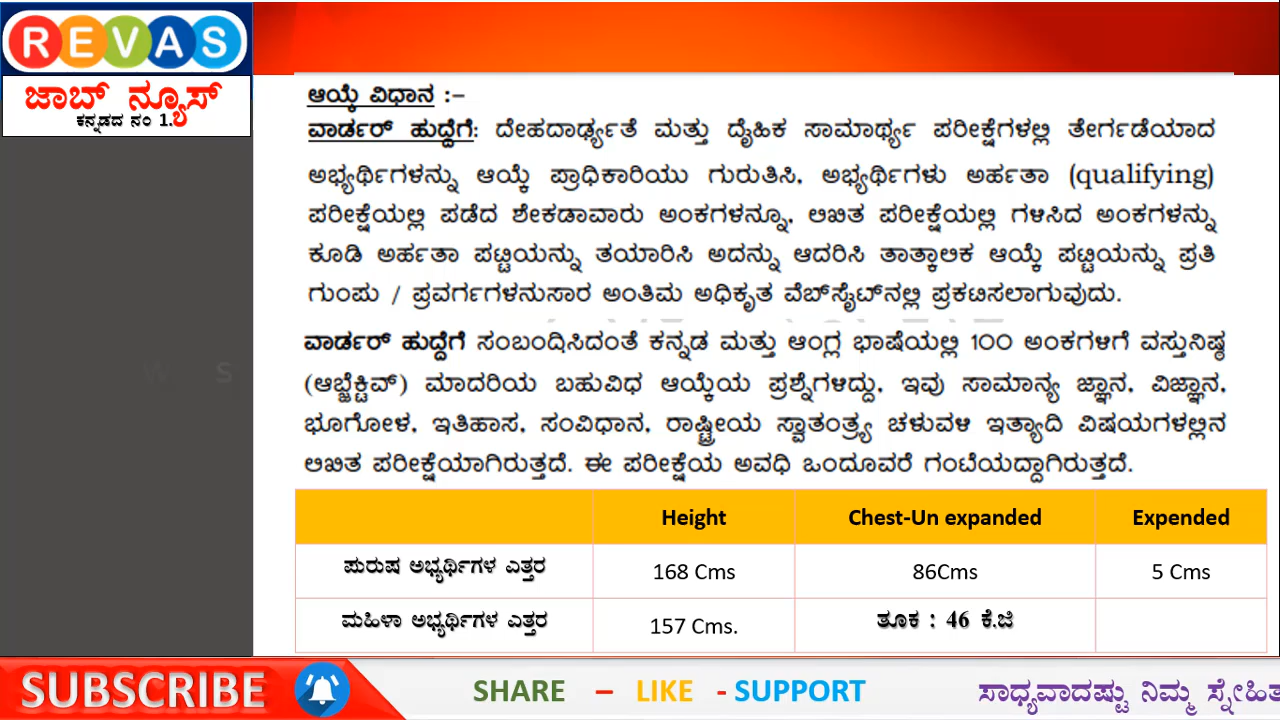 REVAS
ಜಾಬ್ ನ್ಯೂಸ್
ಕನ್ನಡದ ನಂ 1.
ಆಯ್ಕೆ ವಿಧಾನ :–
ವಾರ್ಡರ್ ಹುದ್ದೆಗೆ: ದೇಹದಾರ್ಢ್ಯತೆ ಮತ್ತು ದೈಹಿಕ ಸಾಮಾರ್ಥ್ಯ ಪರೀಕ್ಷೆಗಳಲ್ಲಿ ತೇರ್ಗಡೆಯಾದ
ಅಭ್ಯರ್ಥಿಗಳನ್ನು ಆಯ್ಕೆ ಪ್ರಾಧಿಕಾರಿಯು ಗುರುತಿಸಿ, ಅಭ್ಯರ್ಥಿಗಳು ಅರ್ಹತಾ (qualifying)
ಪರೀಕ್ಷೆಯಲ್ಲಿ ಪಡೆದ ಶೇಕಡಾವಾರು ಅಂಕಗಳನ್ನೂ, ಲಿಖಿತ ಪರೀಕ್ಷೆಯಲ್ಲಿ ಗಳಿಸಿದ ಅಂಕಗಳನ್ನು
ಕೂಡಿ ಅರ್ಹತಾ ಪಟ್ಟಿಯನ್ನು ತಯಾರಿಸಿ ಅದನ್ನು ಆದರಿಸಿ ತಾತ್ಕಾಲಿಕ ಆಯ್ಕೆ ಪಟ್ಟಿಯನ್ನು ಪ್ರತಿ
ಗುಂಪು / ಪ್ರವರ್ಗಗಳನುಸಾರ ಅಂತಿಮ ಅಧಿಕೃತ ವೆಬ್‌ಸೈಟ್‌ನಲ್ಲಿ ಪ್ರಕಟಿಸಲಾಗುವುದು.
ವಾರ್ಡರ್ ಹುದ್ದೆಗೆ ಸಂಬಂಧಿಸಿದಂತೆ ಕನ್ನಡ ಮತ್ತು ಆಂಗ್ಲ ಭಾಷೆಯಲ್ಲಿ 100 ಅಂಕಗಳಿಗೆ ವಸ್ತುನಿಷ್ಠ
(ಆಬ್ಜೆಕ್ಟಿವ್) ಮಾದರಿಯ ಬಹುವಿಧ ಆಯ್ಕೆಯ ಪ್ರಶ್ನೆಗಳಿದ್ದು, ಇವು ಸಾಮಾನ್ಯ ಜ್ಞಾನ, ವಿಜ್ಞಾನ,
ಭೂಗೋಳ, ಇತಿಹಾಸ, ಸಂವಿಧಾನ, ರಾಷ್ಟ್ರೀಯ ಸ್ವಾತಂತ್ರ್ಯ ಚಳುವಳಿ ಇತ್ಯಾದಿ ವಿಷಯಗಳಲ್ಲಿನ
ಲಿಖಿತ ಪರೀಕ್ಷೆಯಾಗಿರುತ್ತದೆ. ಈ ಪರೀಕ್ಷೆಯ ಅವಧಿ ಒಂದೂವರೆ ಗಂಟೆಯದ್ದಾಗಿರುತ್ತದೆ.
Height Chest-Un expanded Expended
ಪುರುಷ ಅಭ್ಯರ್ಥಿಗಳ ಎತ್ತರ 168 Cms 86Cms 5 Cms
ಮಹಿಳಾ ಅಭ್ಯರ್ಥಿಗಳ ಎತ್ತರ 157 Cms. ತೂಕ : 46 ಕೆ.ಜಿ
SUBSCRIBE SHARE – LIKE - SUPPORT ಸಾಧ್ಯವಾದಷ್ಟು ನಿಮ್ಮ